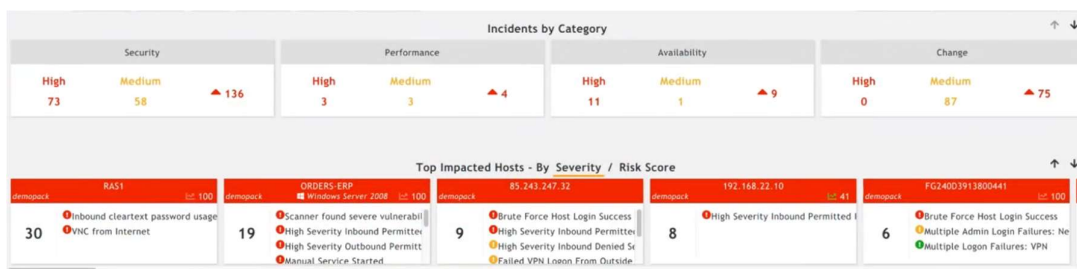 Incidents by Category
Security
Performance
Availability
Change
High Medium
73 58 136
High Medium
3 3 4
High Medium
11 1 9
High Medium
0 87 75
Top Impacted Hosts - By Severity / Risk Score
RAS1
demopack 100
30
Inbound cleartext password usage
VNC from Internet
ORDERS-ERP
demopack Windows Server 2008 100
19
Scanner found severe vulnerabil
High Severity Inbound Permitted
High Severity Outbound Permitt
Manual Service Started
85.243.247.32
demopack
9
Brute Force Host Login Success
High Severity Inbound Permitte
High Severity Inbound Denied Se
Failed VPN Logon From Outside
192.168.22.10
demopack 41
8
High Severity Inbound Permitted
FG240D3913800441
demopack 100
6
Brute Force Host Login Success
Multiple Admin Login Failures: Ne
Multiple Logon Failures: VPN